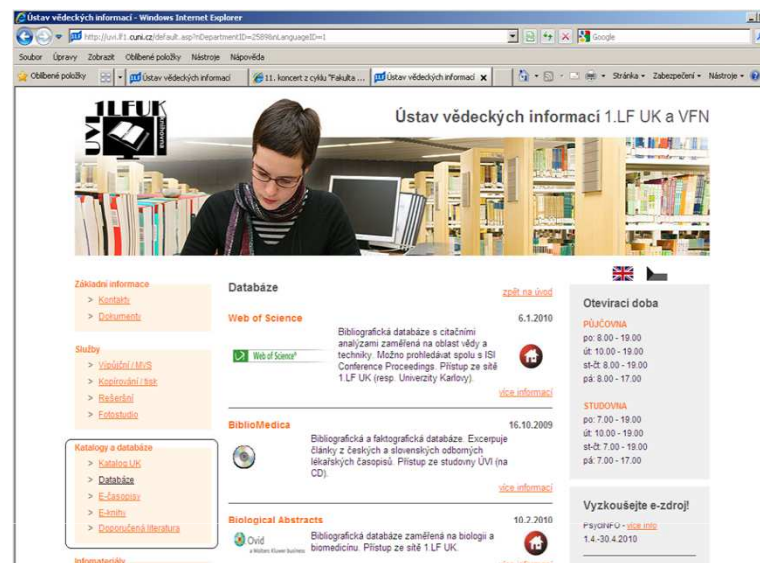 Ústav vědeckých informací - Windows Internet Explorer
http://uvi.lf1.cuni.cz/default.asp?nDepartmentID=2589&nLanguageID=1
Google
Soubor Úpravy Zobrazit Oblíbené položky Nástroje Nápověda
Oblíbené položky
Ústav vědeckých informací
11. koncert z cyklu "Fakulta ...
Ústav vědeckých informací
Stránka
Zabezpečení
Nástroje
UVI
1LFUK
knihovna
Ústav vědeckých informací 1.LF UK a VFN
Základní informace
> Kontakty
> Dokumenty
Služby
> Výpůjční / MVS
> Kopírování / tisk
> Rešeršní
> Fotostudio
Katalogy a databáze
> Katalog UK
> Databáze
> E-časopisy
> E-knihy
> Doporučená literatura
Infomateriály
Databáze
zpět na úvod
Web of Science 6.1.2010
Web of Science®
Bibliografická databáze s citačními
analýzami zaměřená na oblast vědy a
techniky. Možno prohledávat spolu s ISI
Conference Proceedings. Přístup ze sítě
1.LF UK (resp. Univerzity Karlovy).
více informací
BiblioMedica 16.10.2009
Bibliografická a faktografická databáze. Excerpuje
články z českých a slovenských odborných
lékařských časopisů. Přístup ze studovny ÚVI (na
CD).
více informací
Biological Abstracts 10.2.2010
Ovid
a Wolters Kluwer business
Bibliografická databáze zaměřená na biologii a
biomedicínu. Přístup ze sítě 1.LF UK.
více informací
Otevírací doba
PŮJČOVNA
po: 8.00 - 19.00
út: 10.00 - 19.00
st-čt: 8.00 - 19.00
pá: 8.00 - 17.00
STUDOVNA
po: 7.00 - 19.00
út: 10.00 - 19.00
st-čt: 7.00 - 19.00
pá: 7.00 - 17.00
Vyzkoušejte e-zdroj!
PsycINFO - více info
1.4.-30.4.2010